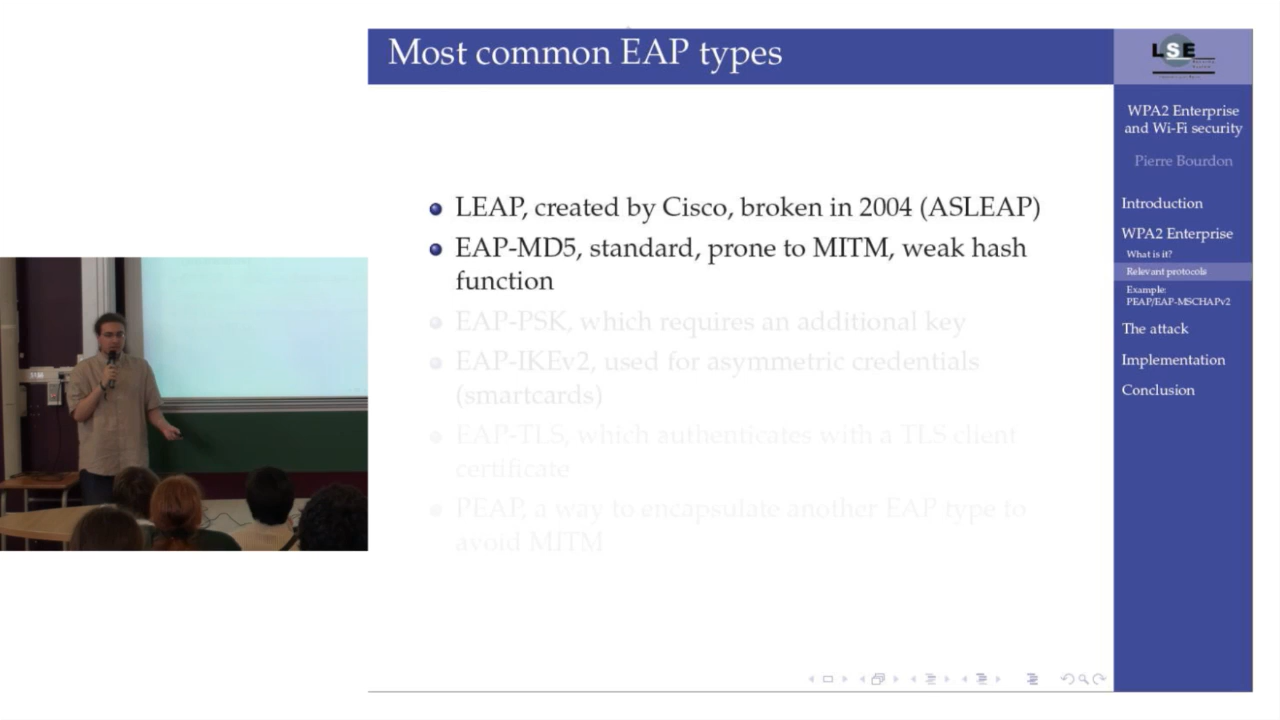 Most common EAP types
LSE
WPA2 Enterprise
and Wi-Fi security
Pierre Bourdon
Introduction
WPA2 Enterprise
What is it?
Relevant protocols
Example:
PEAP/EAP-MSCHAPv2
The attack
Implementation
Conclusion
LEAP, created by Cisco, broken in 2004 (ASLEAP)
EAP-MD5, standard, prone to MITM, weak hash
function
EAP-PSK, which requires an additional key
EAP-IKEv2, used for asymmetric credentials
(smartcards)
EAP-TLS, which authenticates with a TLS client
certificate
PEAP, a way to encapsulate another EAP type to
avoid MITM